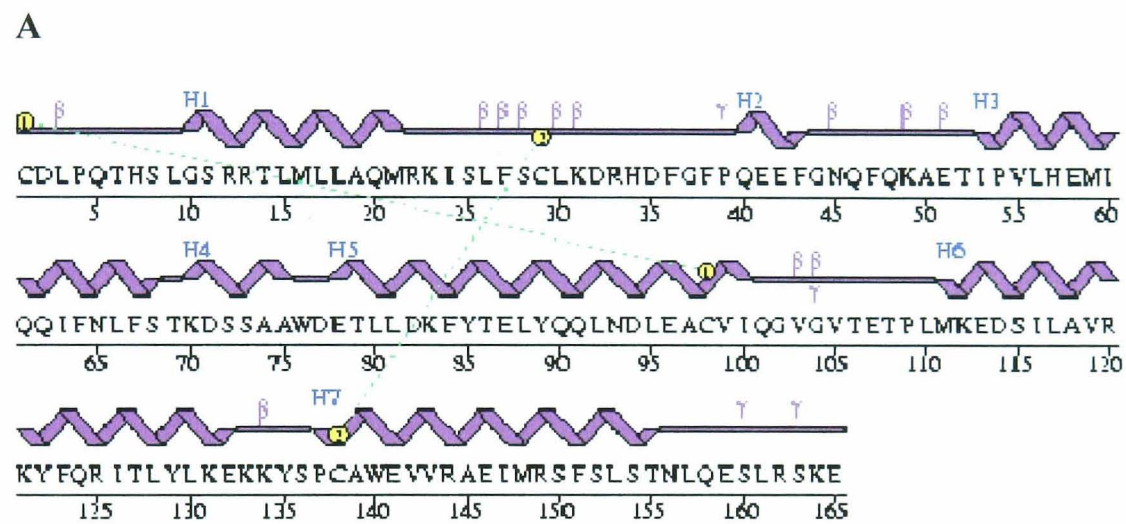 A
β H1 β β β β β γ H2 β β β H3
1 2
CDLPQTHSLGSRRTLMLLAQMRKISLFSCLKDRHDFGFPQEEFGNQFQKAETIPVLHEMI
5 10 15 20 25 30 35 40 45 50 55 60
H4 H5 β β H6
1 γ
QQIFNLFSTKDSSAAWDETLLDKFYTELYQQLNDLEACVIQGVGVTETPLMKEDSILAVR
65 70 75 80 85 90 95 100 105 110 115 120
β H7 γ γ
2
KYFQRITLYLKEKKYSPCAWEVVRAEIMRSFSLSTNLQESLRSKE
125 130 135 140 145 150 155 160 165